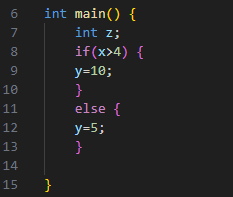 6 int main() {
7 int z;
8 if(x>4) {
9 y=10;
10 }
11 else {
12 y=5;
13 }
14
15 }